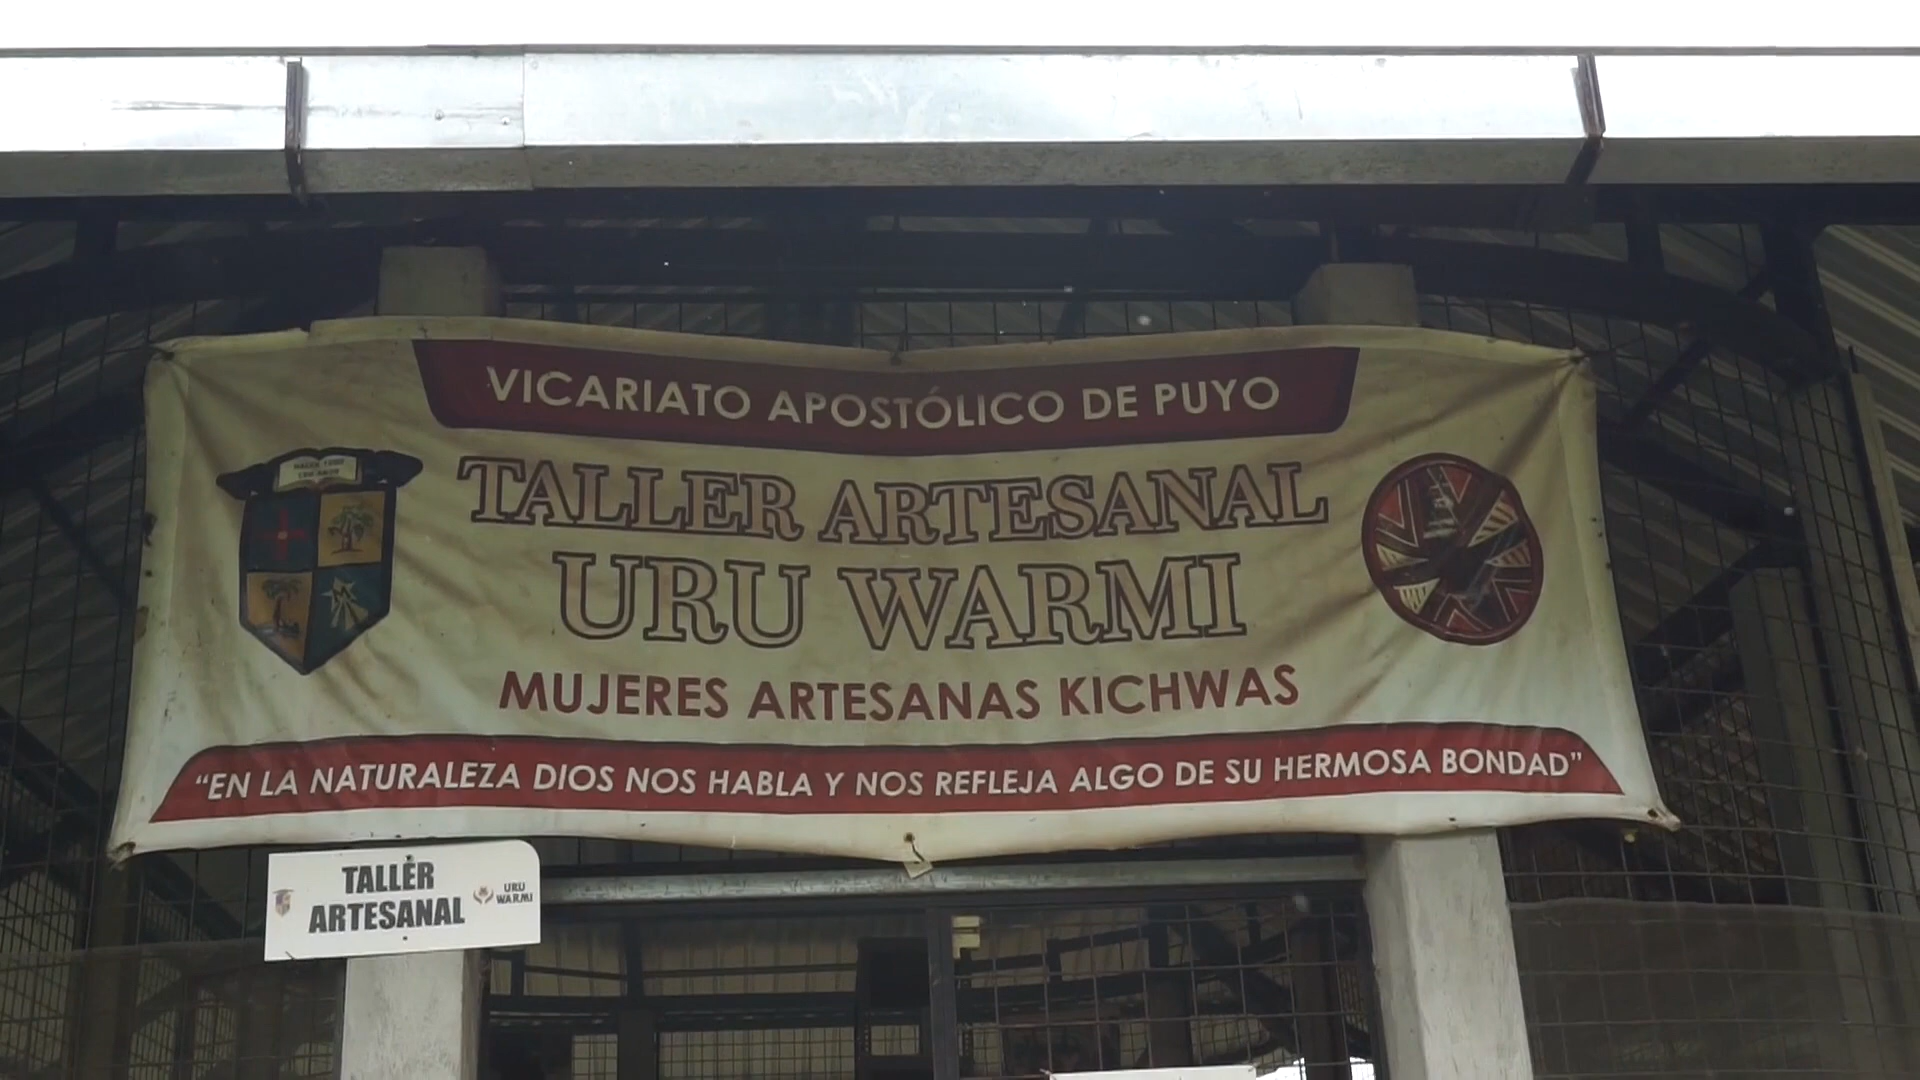 VICARIATO APOSTÓLICO DE PUYO
TALLER ARTESANAL
URU WARMI
MUJERES ARTESANAS KICHWAS
“EN LA NATURALEZA DIOS NOS HABLA Y NOS REFLEJA ALGO DE SU HERMOSA BONDAD”
TALLER
ARTESANAL
URU
WARMI